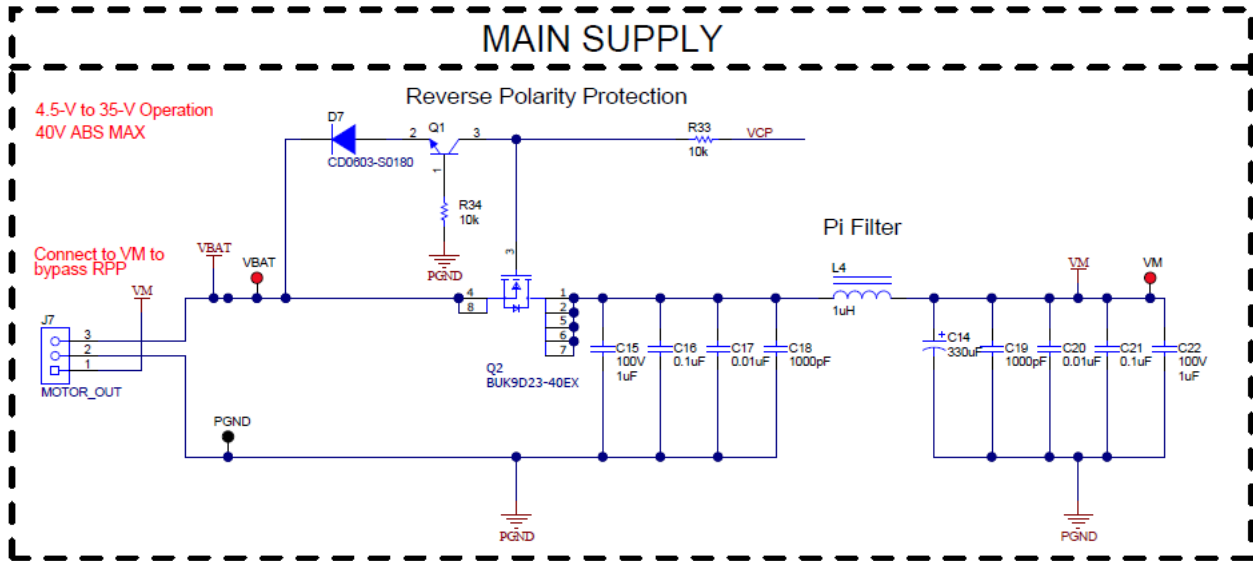 MAIN SUPPLY
Reverse Polarity Protection
4.5-V to 35-V Operation
40V ABS MAX
D7
CD0603-S0180
2
Q1
3
1
R33
10k
VCP
R34
10k
PGND
Pi Filter
Connect to VM to
bypass RPP
VM
VBAT
VBAT
3
4
8
1
2
5
6
7
Q2
BUK9D23-40EX
L4
1uH
VM
VM
J7
3
2
1
MOTOR_OUT
C15
100V
1uF
C16
0.1uF
C17
0.01uF
C18
1000pF
+
C14
330uF
C19
1000pF
C20
0.01uF
C21
0.1uF
C22
100V
1uF
PGND
PGND
PGND